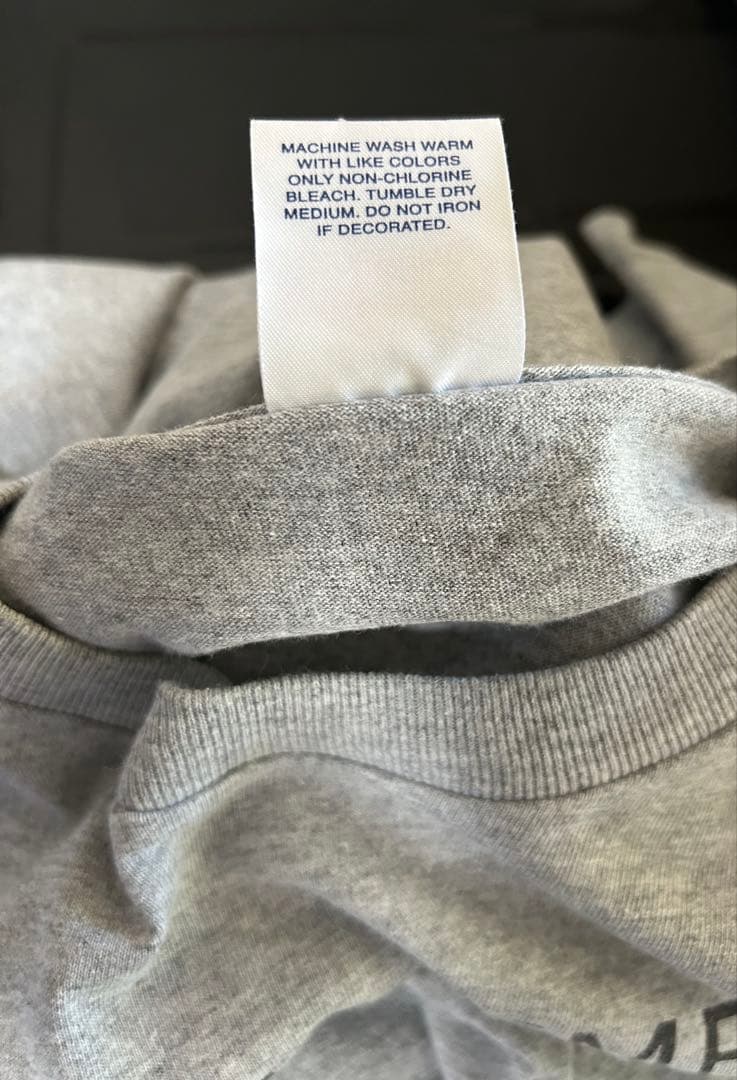 MACHINE WASH WARM
WITH LIKE COLORS
ONLY NON-CHLORINE
BLEACH. TUMBLE DRY
MEDIUM. DO NOT IRON
IF DECORATED.